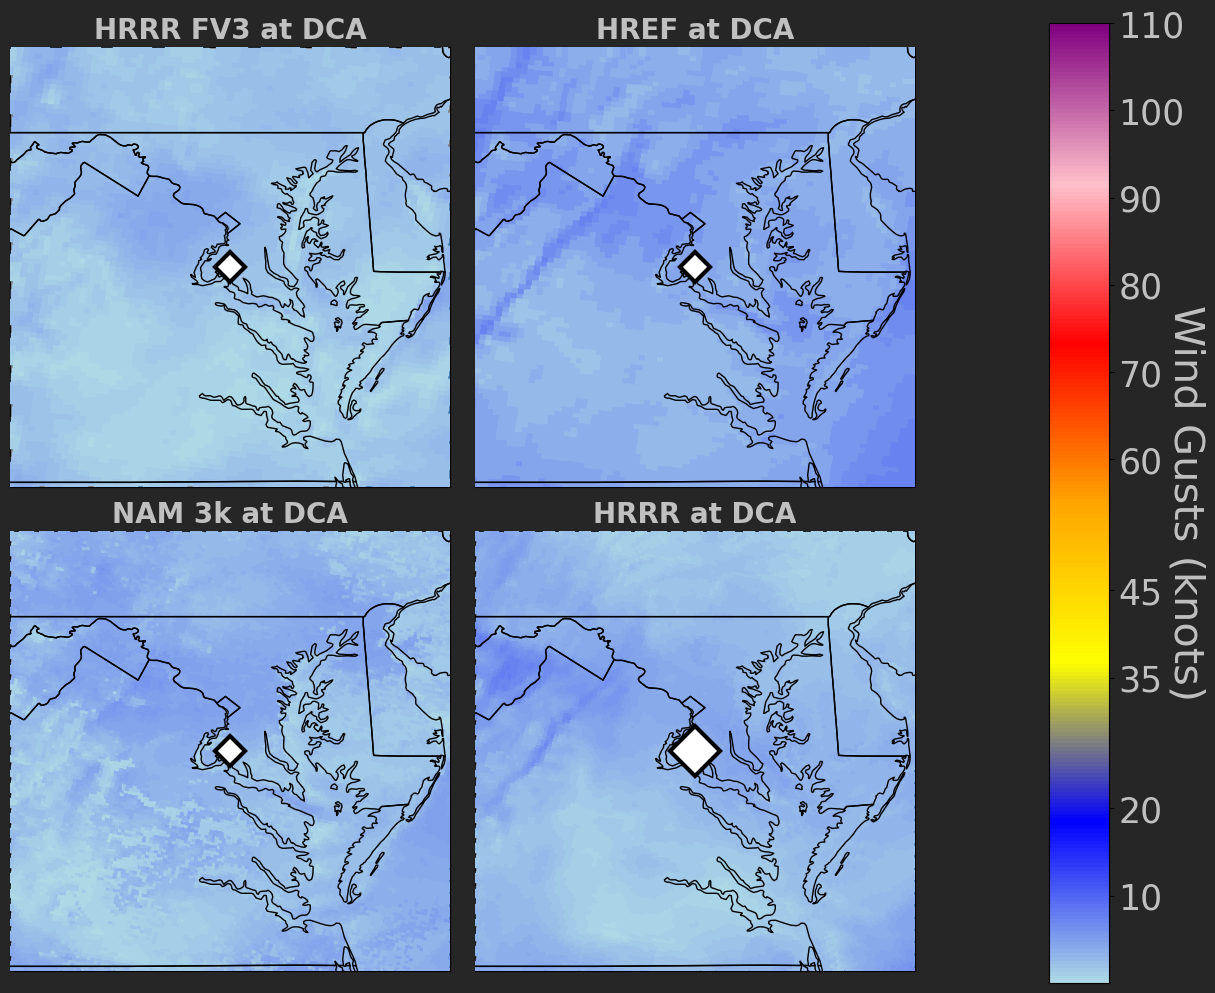 HRRR FV3 at DCA
HREF at DCA
NAM 3k at DCA
HRRR at DCA
110
100
90
80
70
60
45
35
20
10
Wind Gusts (knots)